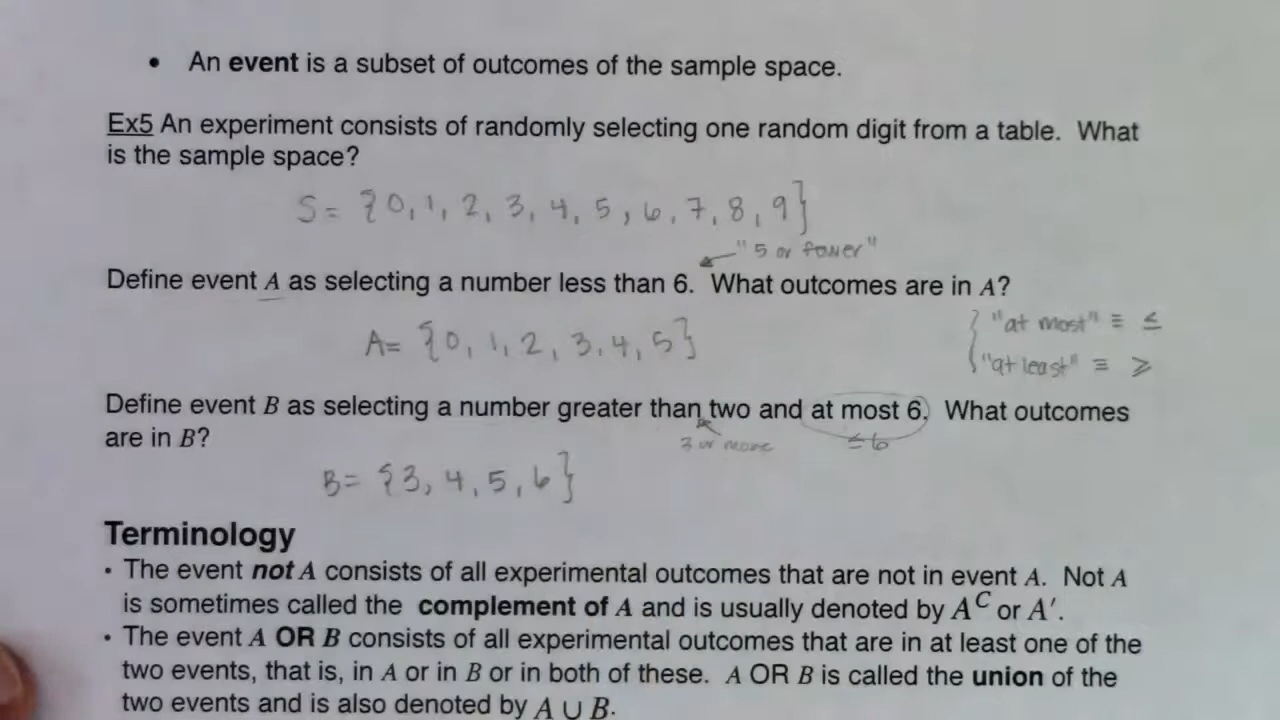 • An event is a subset of outcomes of the sample space.
Ex5 An experiment consists of randomly selecting one random digit from a table. What
is the sample space?
S = {0, 1, 2, 3, 4, 5, 6, 7, 8, 9}
"5 or fewer"
Define event A as selecting a number less than 6. What outcomes are in A?
"at most" ≡ ≤
A = {0, 1, 2, 3, 4, 5}
"at least" ≡ ≥
Define event B as selecting a number greater than two and at most 6. What outcomes
are in B?
3 or more
≤6
B = {3, 4, 5, 6}
Terminology
• The event not A consists of all experimental outcomes that are not in event A. Not A
is sometimes called the complement of A and is usually denoted by Aᶜ or A′.
• The event A OR B consists of all experimental outcomes that are in at least one of the
two events, that is, in A or in B or in both of these. A OR B is called the union of the
two events and is also denoted by A ∪ B.